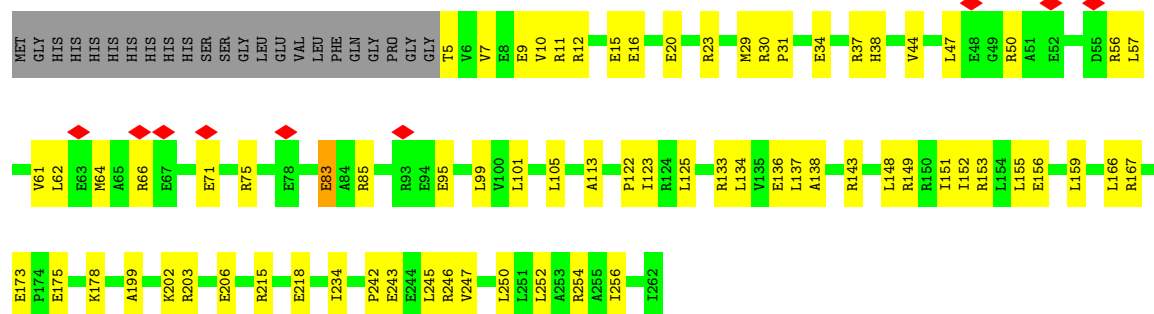 MET GLY HIS HIS HIS HIS HIS HIS HIS HIS SER SER GLY LEU GLU VAL LEU PHE GLN GLY PRO GLY GLY T5 V6 V7 E8 E9 V10 R11 R12 E15 E16 E20 R23 M29 R30 P31 E34 R37 H38 V44 L47 E48 G49 R50 A51 E52 D55 R56 L57
V61 L62 E63 M64 A65 R66 E67 E71 R75 E78 E83 A84 R85 R93 E94 E95 L99 V100 L101 L105 A113 P122 I123 R124 L125 R133 L134 V135 E136 L137 A138 R143 L148 R149 R150 I151 I152 R153 L154 L155 E156 L159 L166 R167
E173 P174 E175 K178 A199 K202 R203 E206 R215 E218 I234 P242 E243 E244 L245 R246 V247 L250 L251 L252 A253 R254 A255 I256 I262